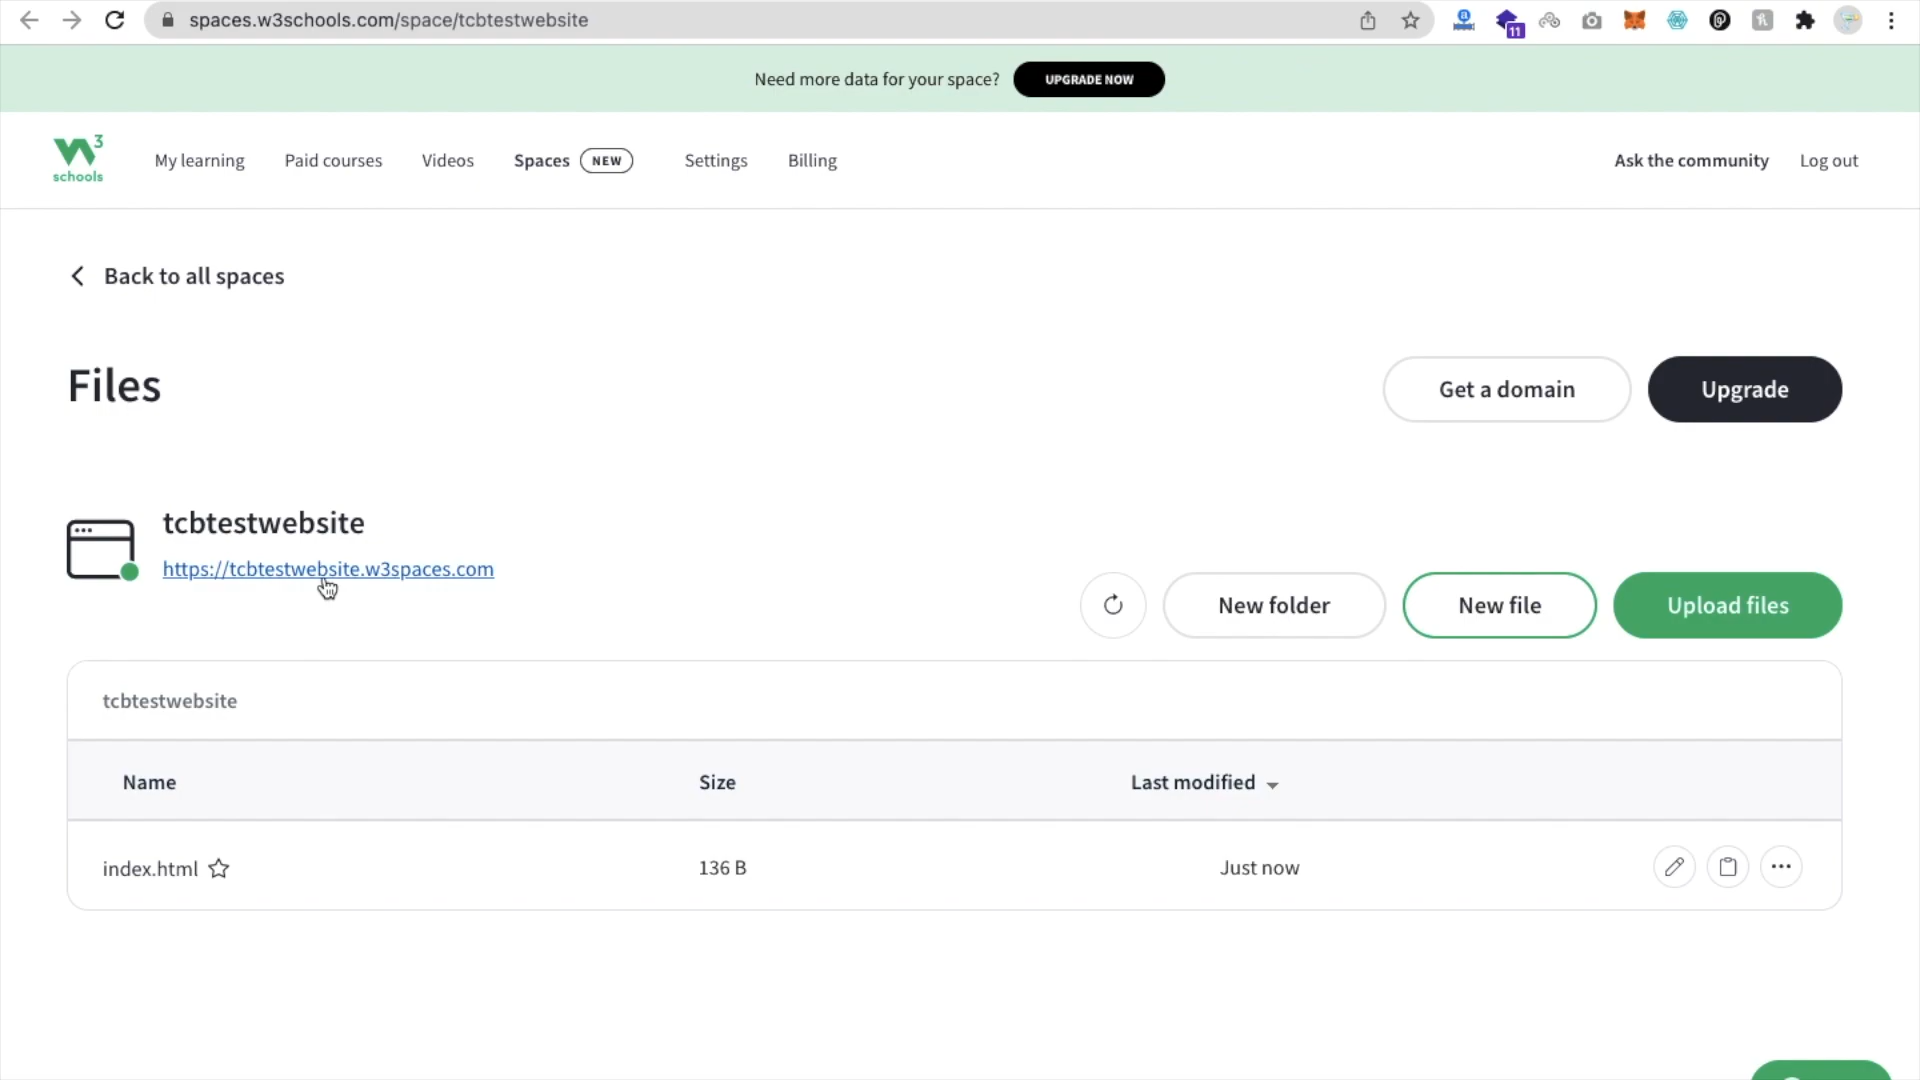 spaces.w3schools.com/space/tcbtestwebsite
11
Need more data for your space? UPGRADE NOW
3
schools
My learning Paid courses Videos Spaces NEW Settings Billing Ask the community Log out
Back to all spaces
Files
Get a domain Upgrade
tcbtestwebsite
https://tcbtestwebsite.w3spaces.com
New folder New file Upload files
tcbtestwebsite
Name Size Last modified
index.html 136 B Just now